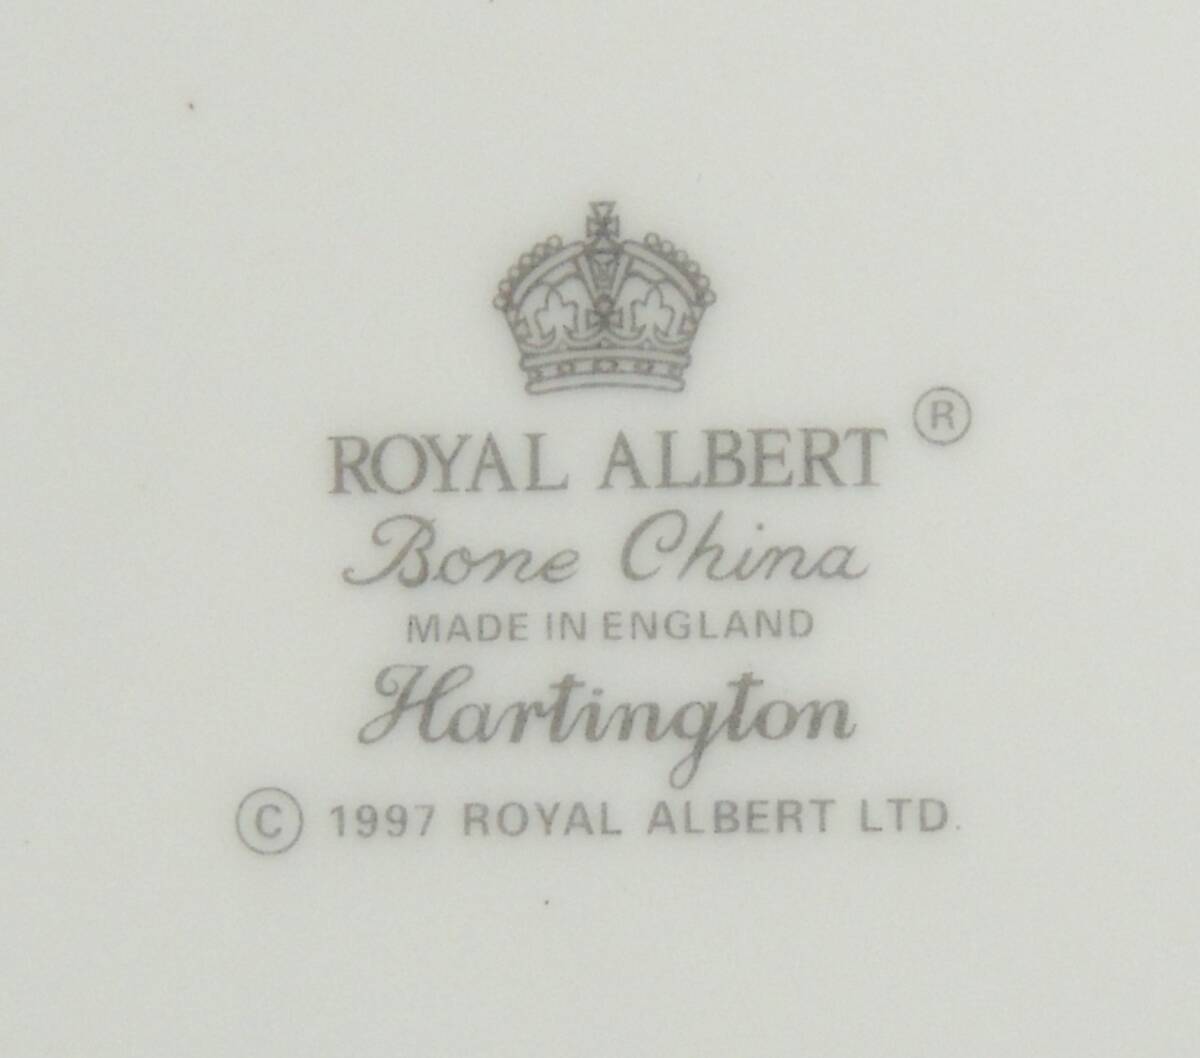 ROYAL ALBERT ®
Bone China
MADE IN ENGLAND
Hartington
© 1997 ROYAL ALBERT LTD.